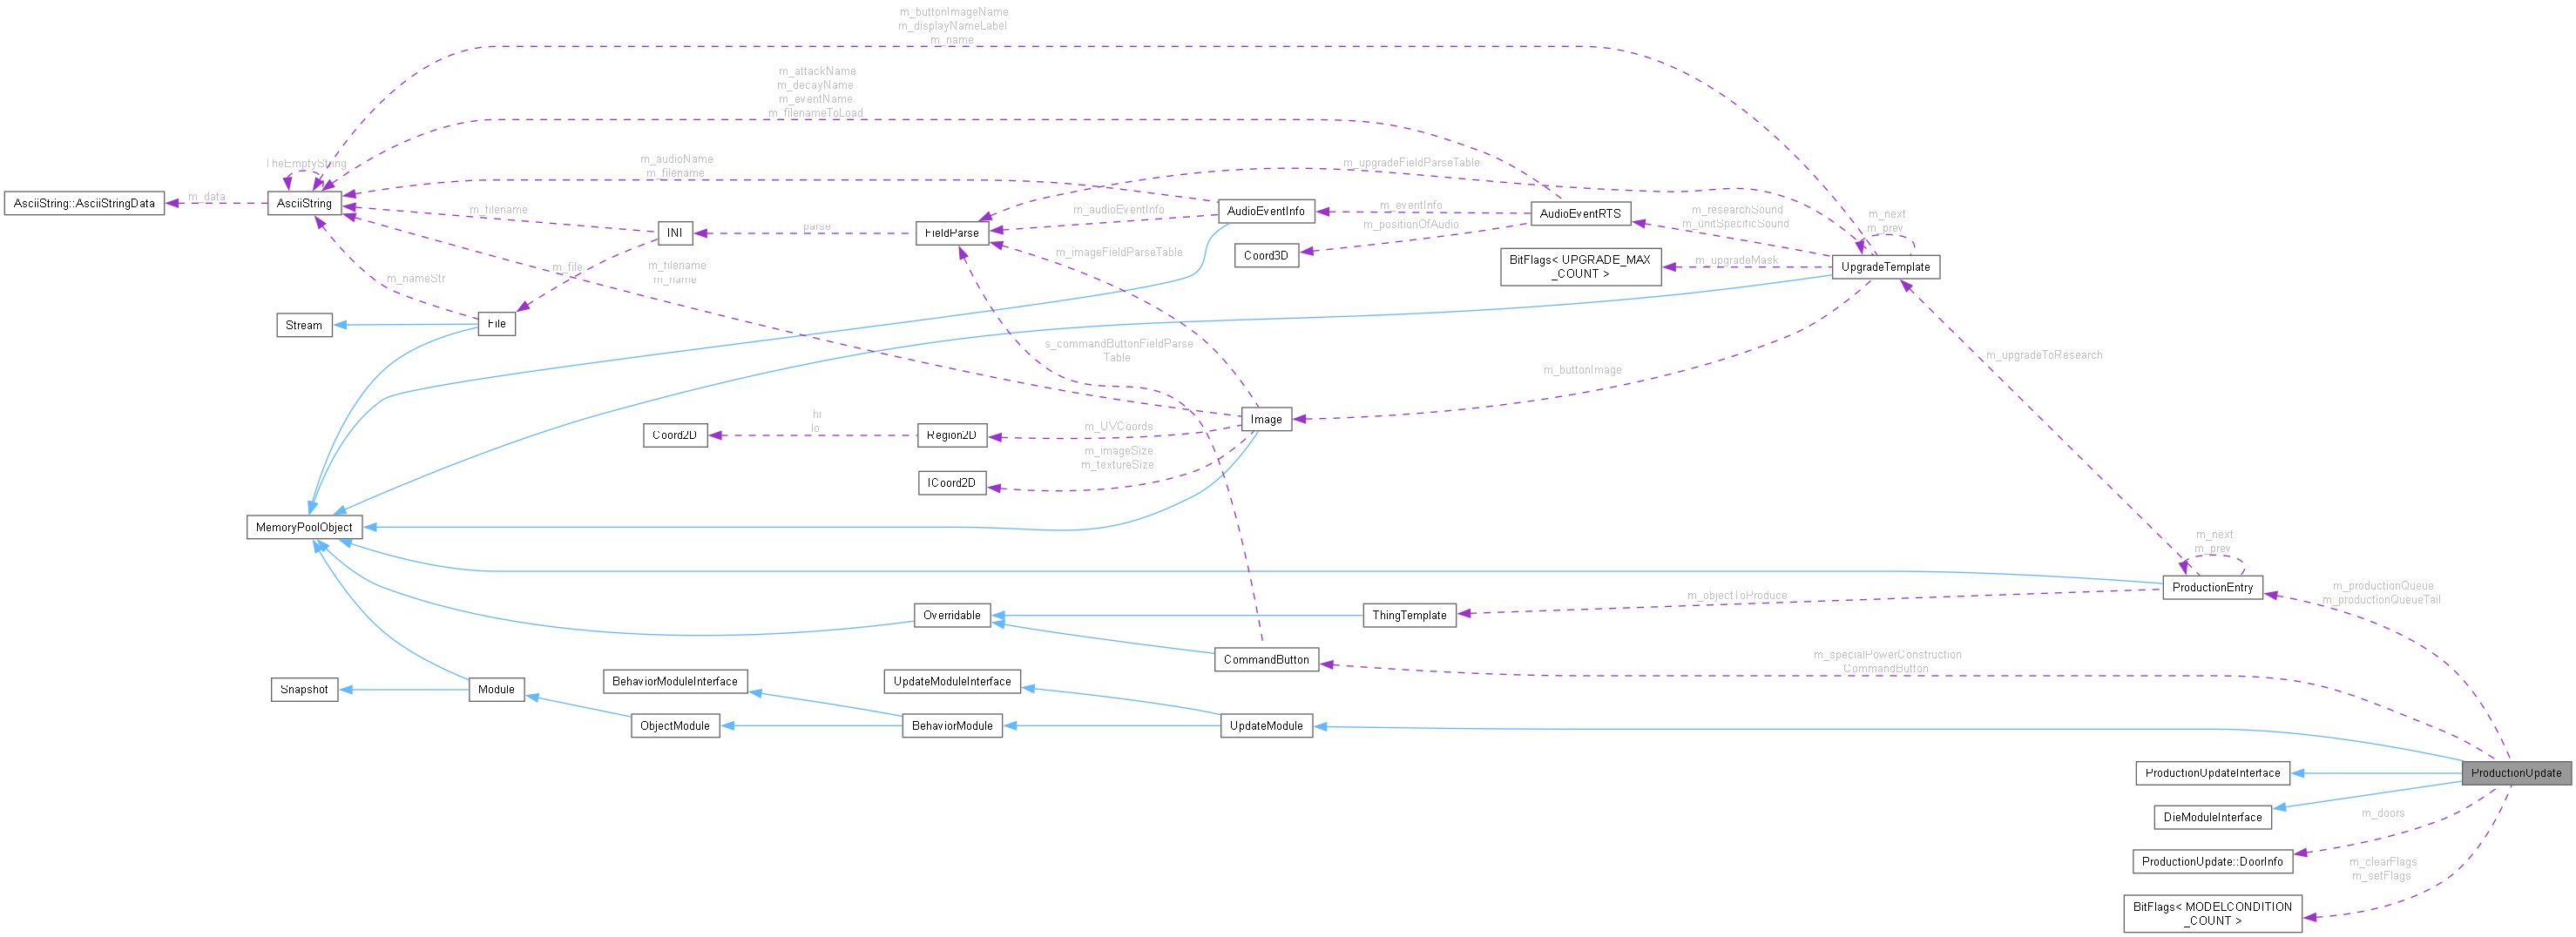 m_buttonImageName
m_displayNameLabel
m_name
m_attackName
m_decayName
m_eventName
m_filenameToLoad
TheEmptyString
m_audioName
m_filename
m_upgradeFieldParseTable
AsciiString::AsciiStringData
m_data
AsciiString
m_filename
INI
parse
FieldParse
m_audioEventInfo
AudioEventInfo
m_eventInfo
m_positionOfAudio
AudioEventRTS
m_researchSound
m_unitSpecificSound
m_next
m_prev
Coord3D
BitFlags< UPGRADE_MAX
_COUNT >
m_upgradeMask
UpgradeTemplate
m_nameStr
m_file
m_filename
m_name
m_imageFieldParseTable
Stream
File
s_commandButtonFieldParse
Table
m_buttonImage
m_upgradeToResearch
hi
lo
Coord2D
Region2D
m_UVCoords
Image
m_imageSize
m_textureSize
ICoord2D
MemoryPoolObject
m_next
m_prev
ProductionEntry
m_productionQueue
m_productionQueueTail
m_objectToProduce
Overridable
ThingTemplate
CommandButton
m_specialPowerConstruction
CommandButton
Snapshot
Module
BehaviorModuleInterface
UpdateModuleInterface
ObjectModule
BehaviorModule
UpdateModule
ProductionUpdateInterface
ProductionUpdate
DieModuleInterface
m_doors
ProductionUpdate::DoorInfo
m_clearFlags
m_setFlags
BitFlags< MODELCONDITION
_COUNT >